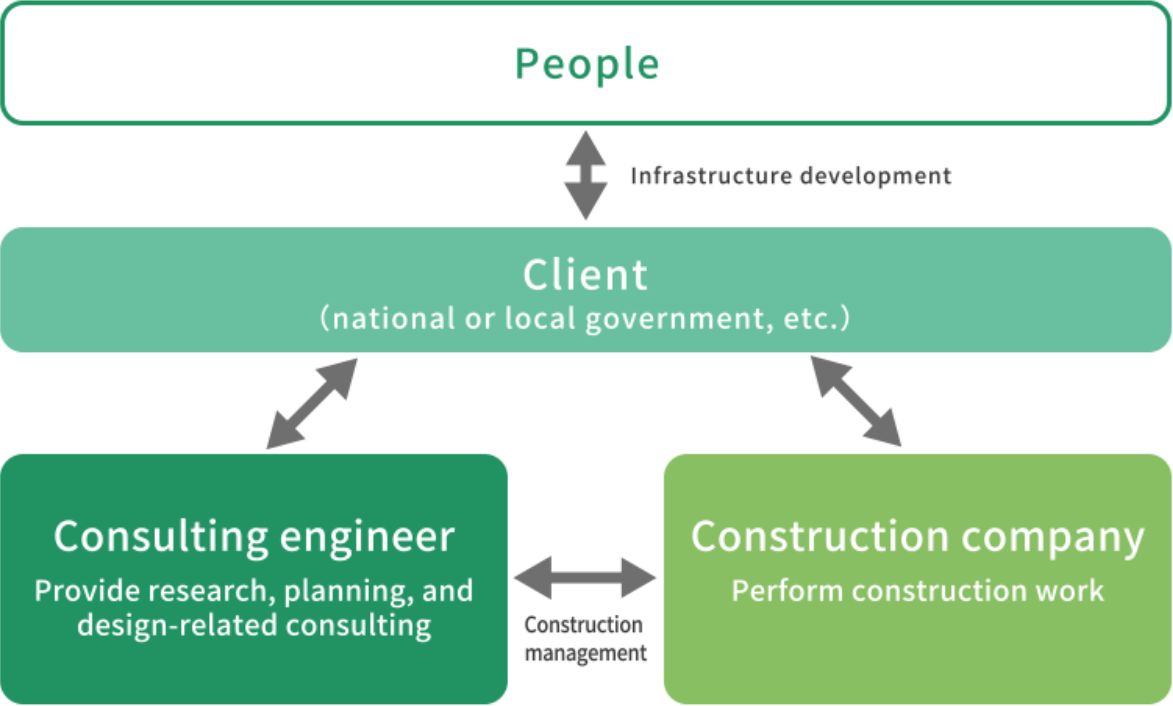 People
Infrastructure development
Client
（national or local government, etc.）
Consulting engineer
Provide research, planning, and
design-related consulting
Construction
management
Construction company
Perform construction work